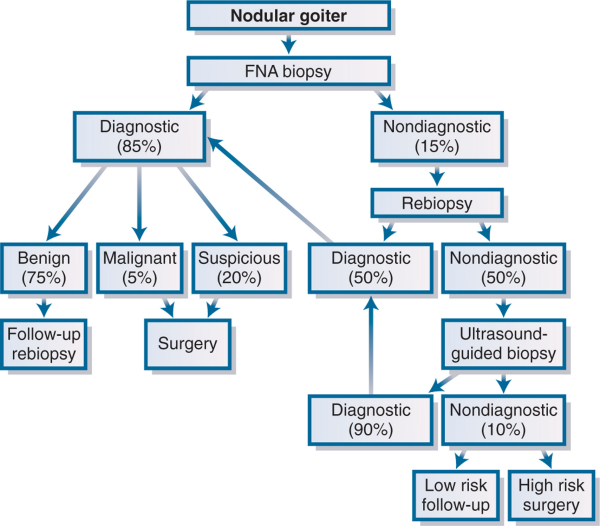 Nodular goiter
FNA biopsy
Diagnostic
(85%)
Nondiagnostic
(15%)
Rebiopsy
Benign
(75%)
Malignant
(5%)
Suspicious
(20%)
Diagnostic
(50%)
Nondiagnostic
(50%)
Follow-up
rebiopsy
Surgery
Ultrasound-
guided biopsy
Diagnostic
(90%)
Nondiagnostic
(10%)
Low risk
follow-up
High risk
surgery